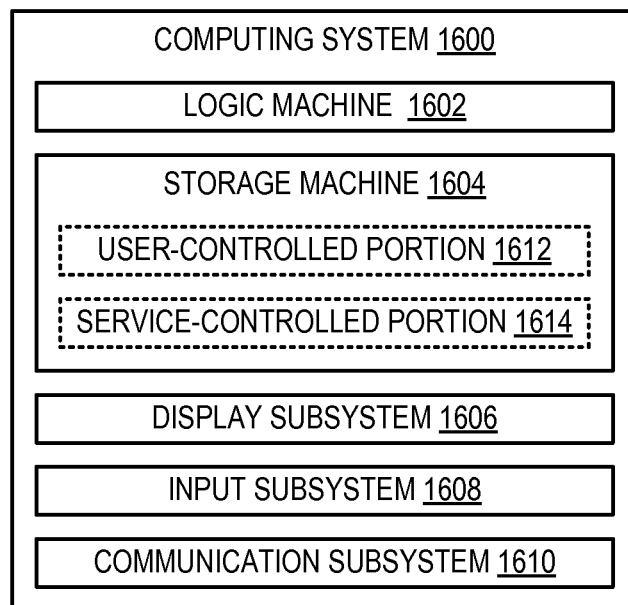 COMPUTING SYSTEM 1600
LOGIC MACHINE 1602
STORAGE MACHINE 1604
USER-CONTROLLED PORTION 1612
SERVICE-CONTROLLED PORTION 1614
DISPLAY SUBSYSTEM 1606
INPUT SUBSYSTEM 1608
COMMUNICATION SUBSYSTEM 1610